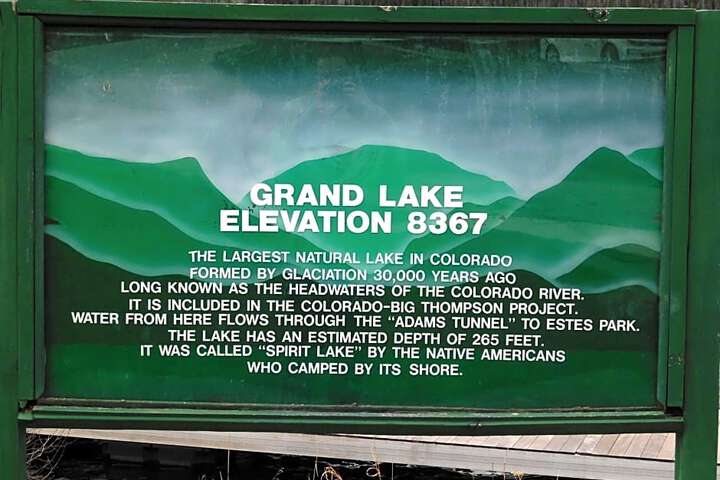 GRAND LAKE
ELEVATION 8367
THE LARGEST NATURAL LAKE IN COLORADO
FORMED BY GLACIATION 30,000 YEARS AGO
LONG KNOWN AS THE HEADWATERS OF THE COLORADO RIVER.
IT IS INCLUDED IN THE COLORADO-BIG THOMPSON PROJECT.
WATER FROM HERE FLOWS THROUGH THE "ADAMS TUNNEL" TO ESTES PARK.
THE LAKE HAS AN ESTIMATED DEPTH OF 265 FEET.
IT WAS CALLED "SPIRIT LAKE" BY THE NATIVE AMERICANS
WHO CAMPED BY ITS SHORE.